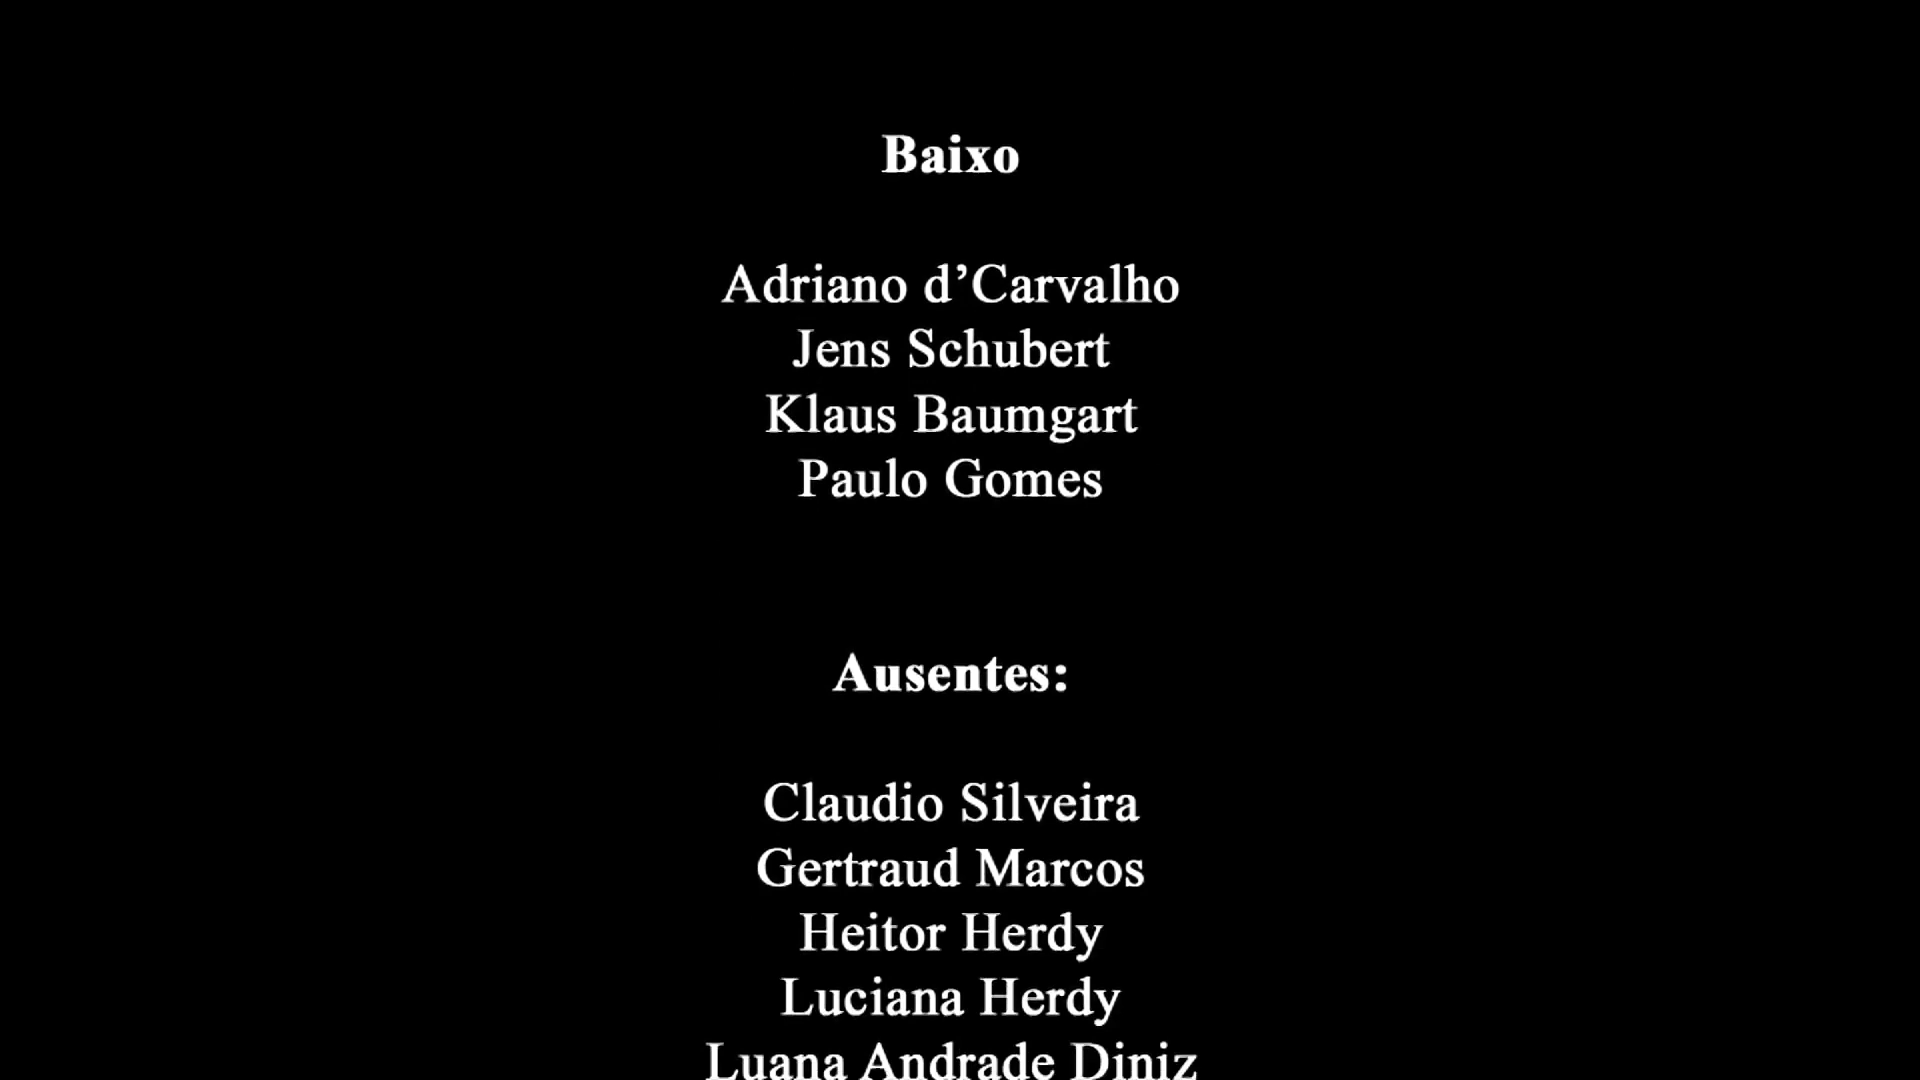 Baixo
Adriano d’Carvalho
Jens Schubert
Klaus Baumgart
Paulo Gomes
Ausentes:
Claudio Silveira
Gertraud Marcos
Heitor Herdy
Luciana Herdy
Luana Andrade Diniz